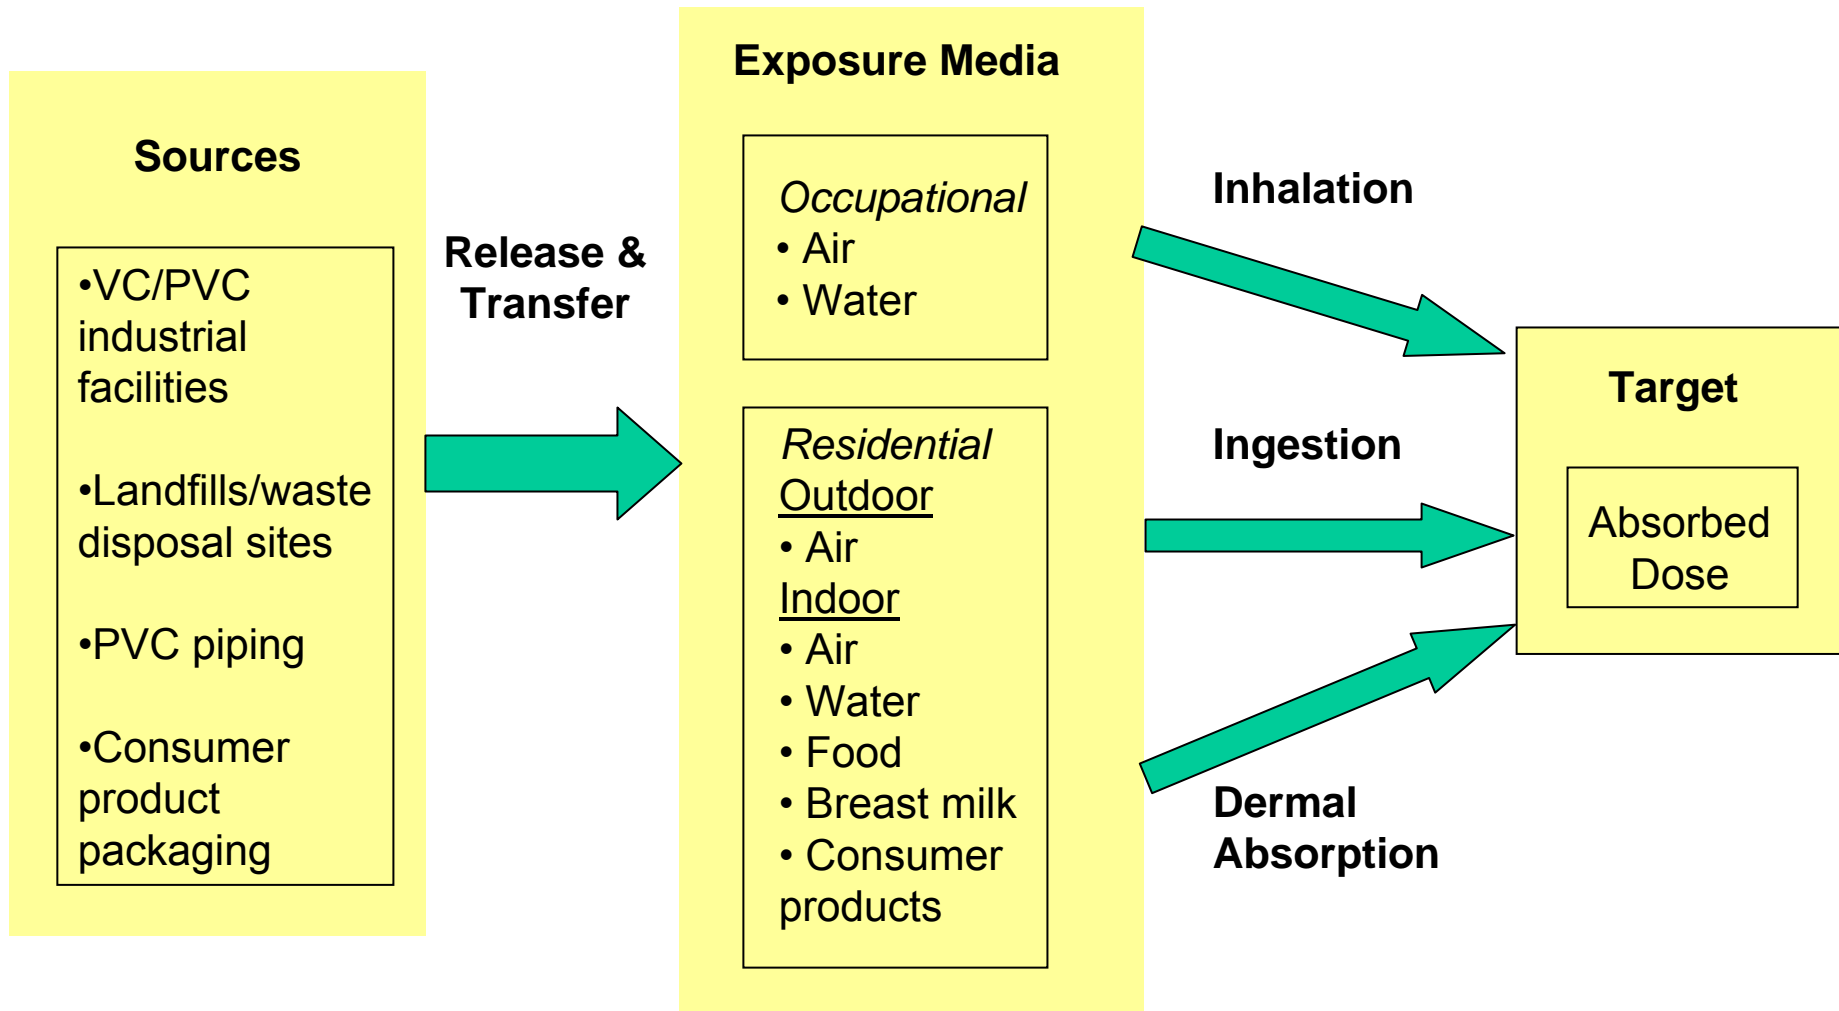 Sources
•VC/PVC
industrial
facilities
•Landfills/waste
disposal sites
•PVC piping
•Consumer
product
packaging
Release &
Transfer
Exposure Media
Occupational
• Air
• Water
Residential
Outdoor
• Air
Indoor
• Air
• Water
• Food
• Breast milk
• Consumer
products
Inhalation
Ingestion
Dermal
Absorption
Target
Absorbed
Dose